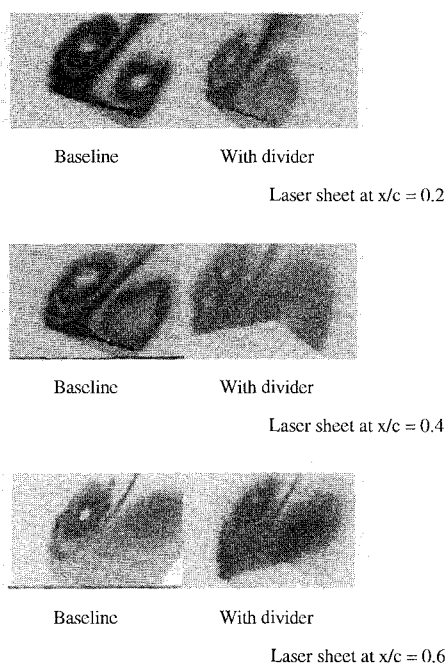 Baseline With divider
Laser sheet at x/c = 0.2
Baseline With divider
Laser sheet at x/c = 0.4
Baseline With divider
Laser sheet at x/c = 0.6